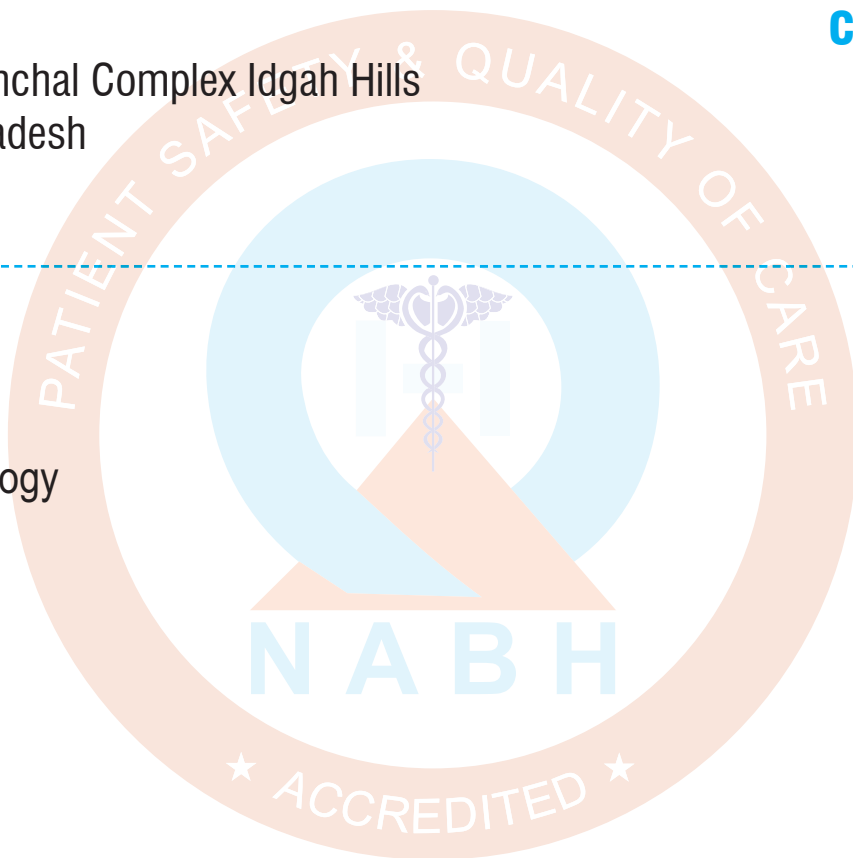 C
nchal Complex Idgah Hills
adesh
PATIENT SAFETY & QUALITY OF CARE
ogy
NABH
★ ACCREDITED ★